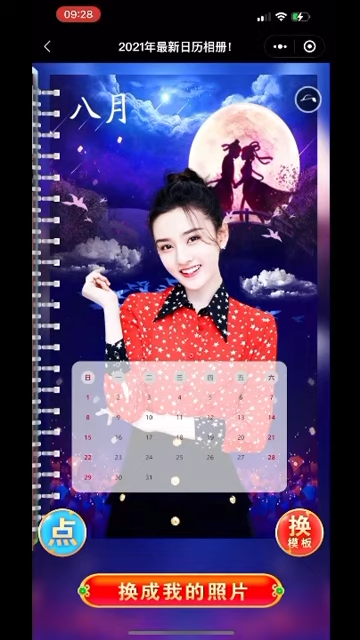 09:28
2021年最新日历相册！
八月
日 一 二 三 四 五 六
1 2 3 4 5 6 7
8 9 10 11 12 13 14
15 16 17 18 19 20 21
22 23 24 25 26 27 28
29 30 31
点
换
模板
换成我的照片